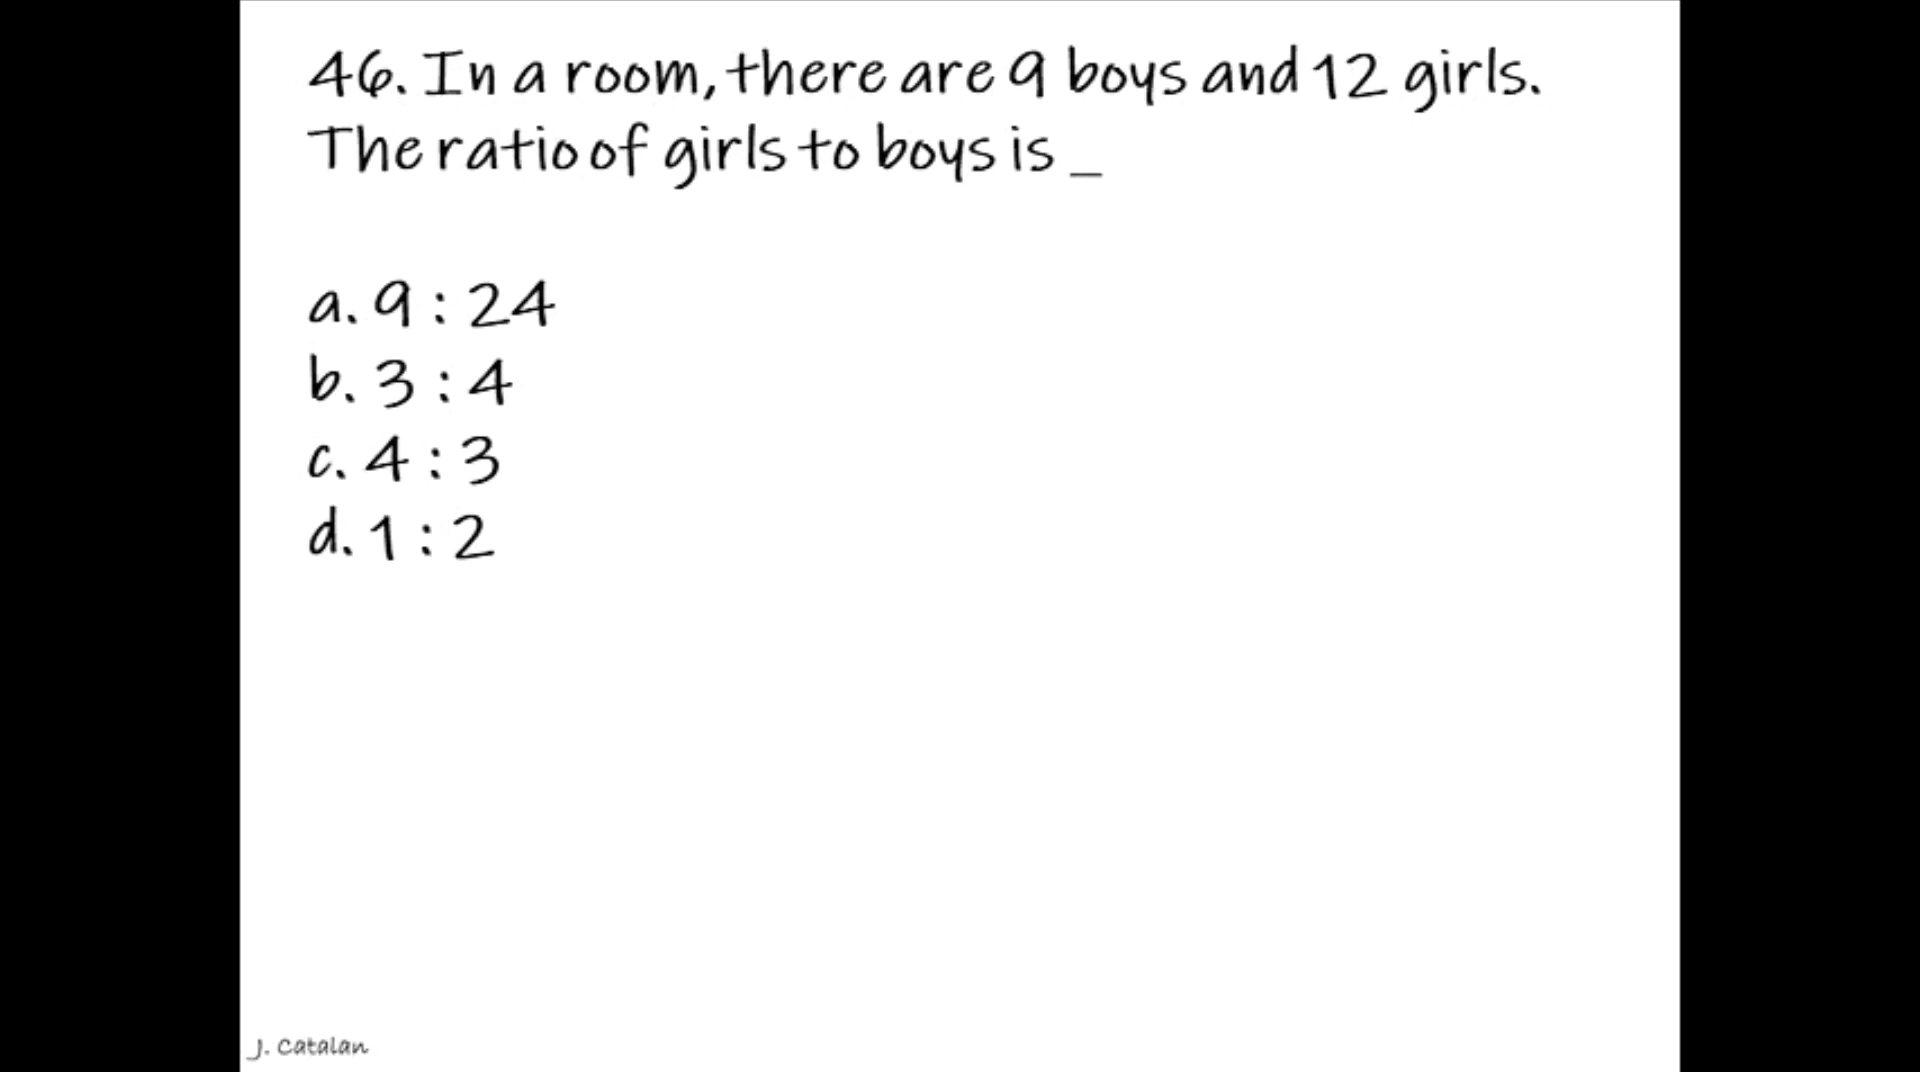 46. In a room, there are 9 boys and 12 girls.
The ratio of girls to boys is _
a. 9 : 24
b. 3 : 4
c. 4 : 3
d. 1 : 2
J. Catalan